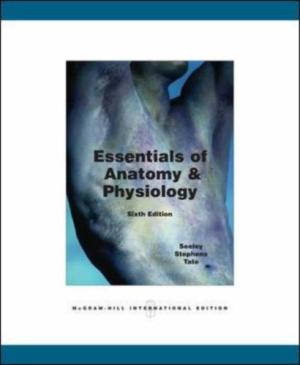 Essentials of
Anatomy &
Physiology
Sixth Edition
Seeley
Stephens
Tate
McGRAW-HILL INTERNATIONAL EDITION